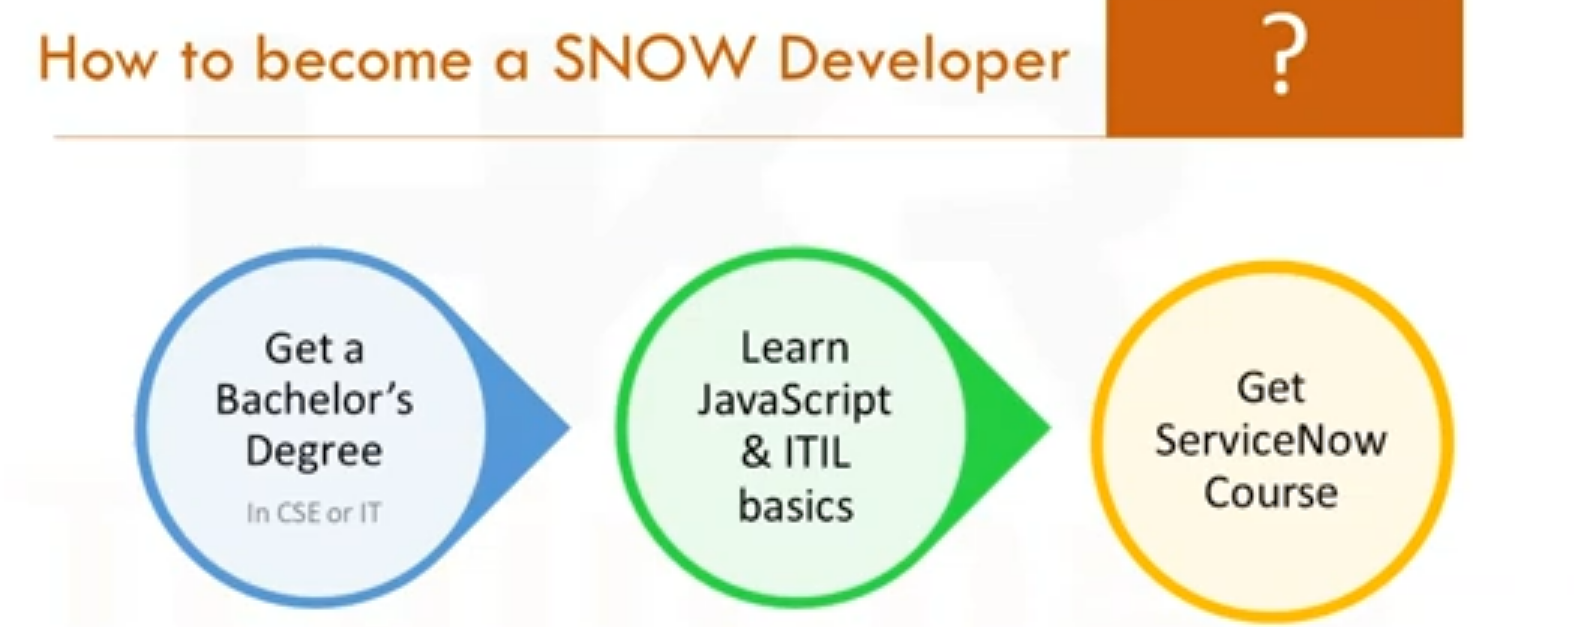 How to become a SNOW Developer
?
Get a
Bachelor's
Degree
In CSE or IT
Learn
JavaScript
& ITIL
basics
Get
ServiceNow
Course